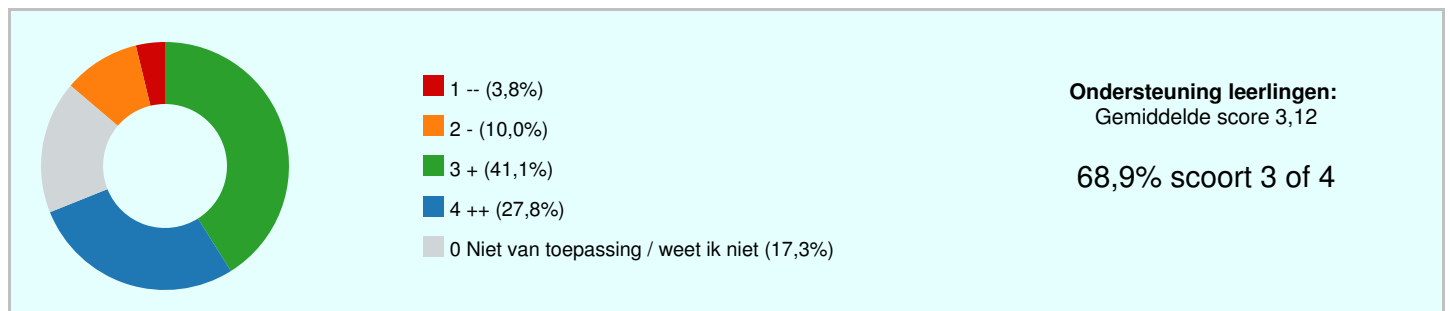 1 -- (3,8%)
2 - (10,0%)
3 + (41,1%)
4 ++ (27,8%)
0 Niet van toepassing / weet ik niet (17,3%)
Ondersteuning leerlingen:
Gemiddelde score 3,12
68,9% scoort 3 of 4